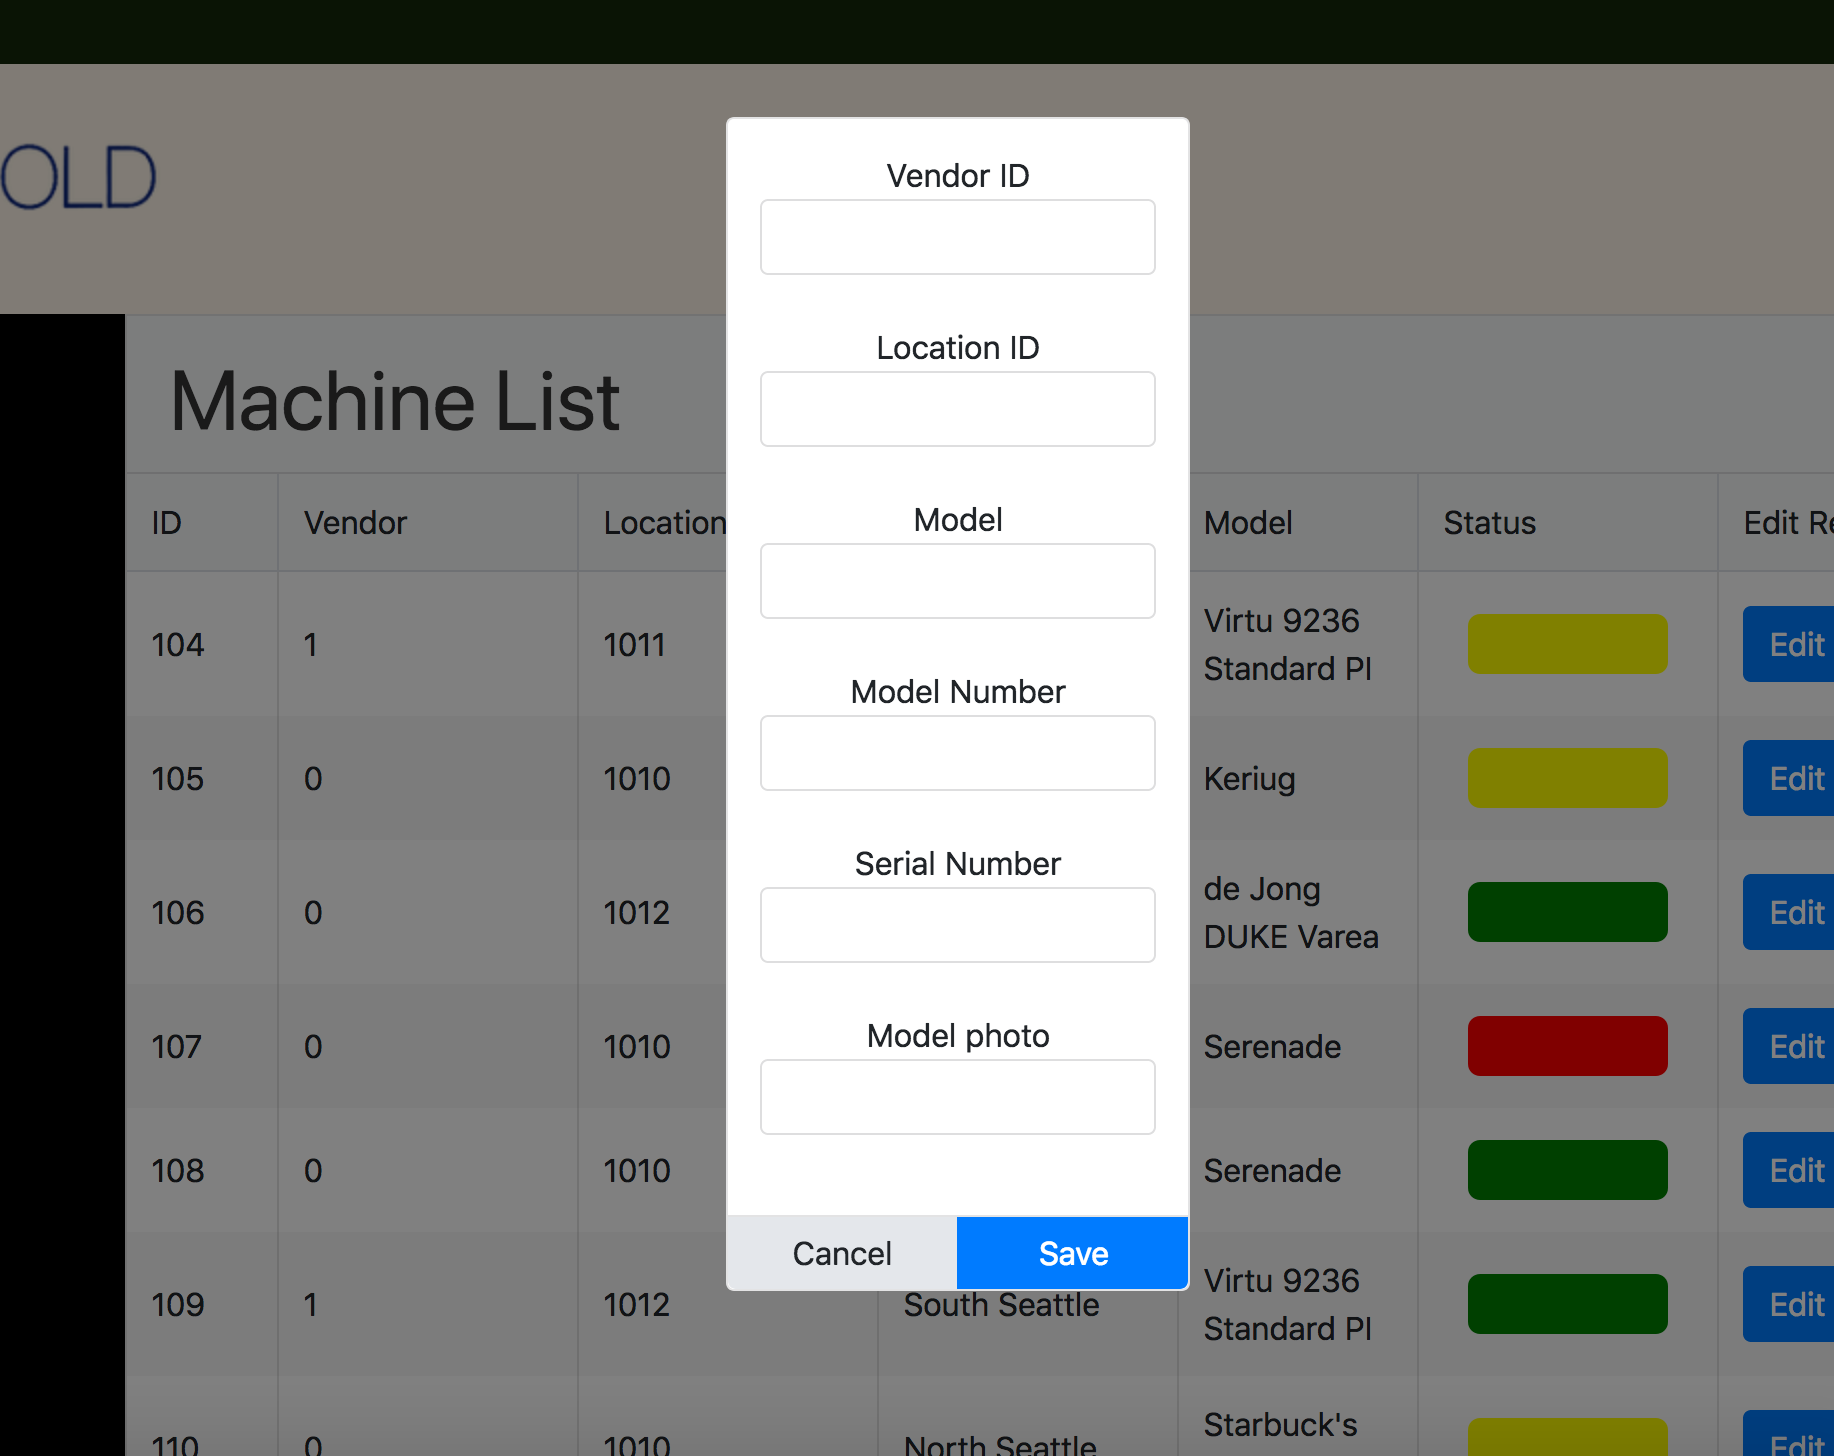 OLD
Vendor ID
Location ID
Model
Model Number
Serial Number
Model photo
Cancel Save
Machine List
ID Vendor Location Model Status Edit
104 1 1011 Virtu 9236 Edit
Standard Pl
105 0 1010 Keriug Edit
106 0 1012 de Jong Edit
DUKE Varea
107 0 1010 Serenade Edit
108 0 1010 Serenade Edit
109 1 1012 South Seattle Virtu 9236 Edit
Standard Pl
110 0 1010 North Seattle Starbuck's Edit